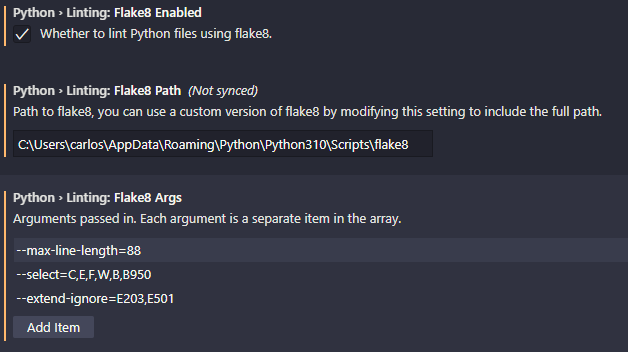 Python › Linting: Flake8 Enabled
Whether to lint Python files using flake8.
Python › Linting: Flake8 Path (Not synced)
Path to flake8, you can use a custom version of flake8 by modifying this setting to include the full path.
C:\Users\carlos\AppData\Roaming\Python\Python310\Scripts\flake8
Python › Linting: Flake8 Args
Arguments passed in. Each argument is a separate item in the array.
--max-line-length=88
--select=C,E,F,W,B,B950
--extend-ignore=E203,E501
Add Item